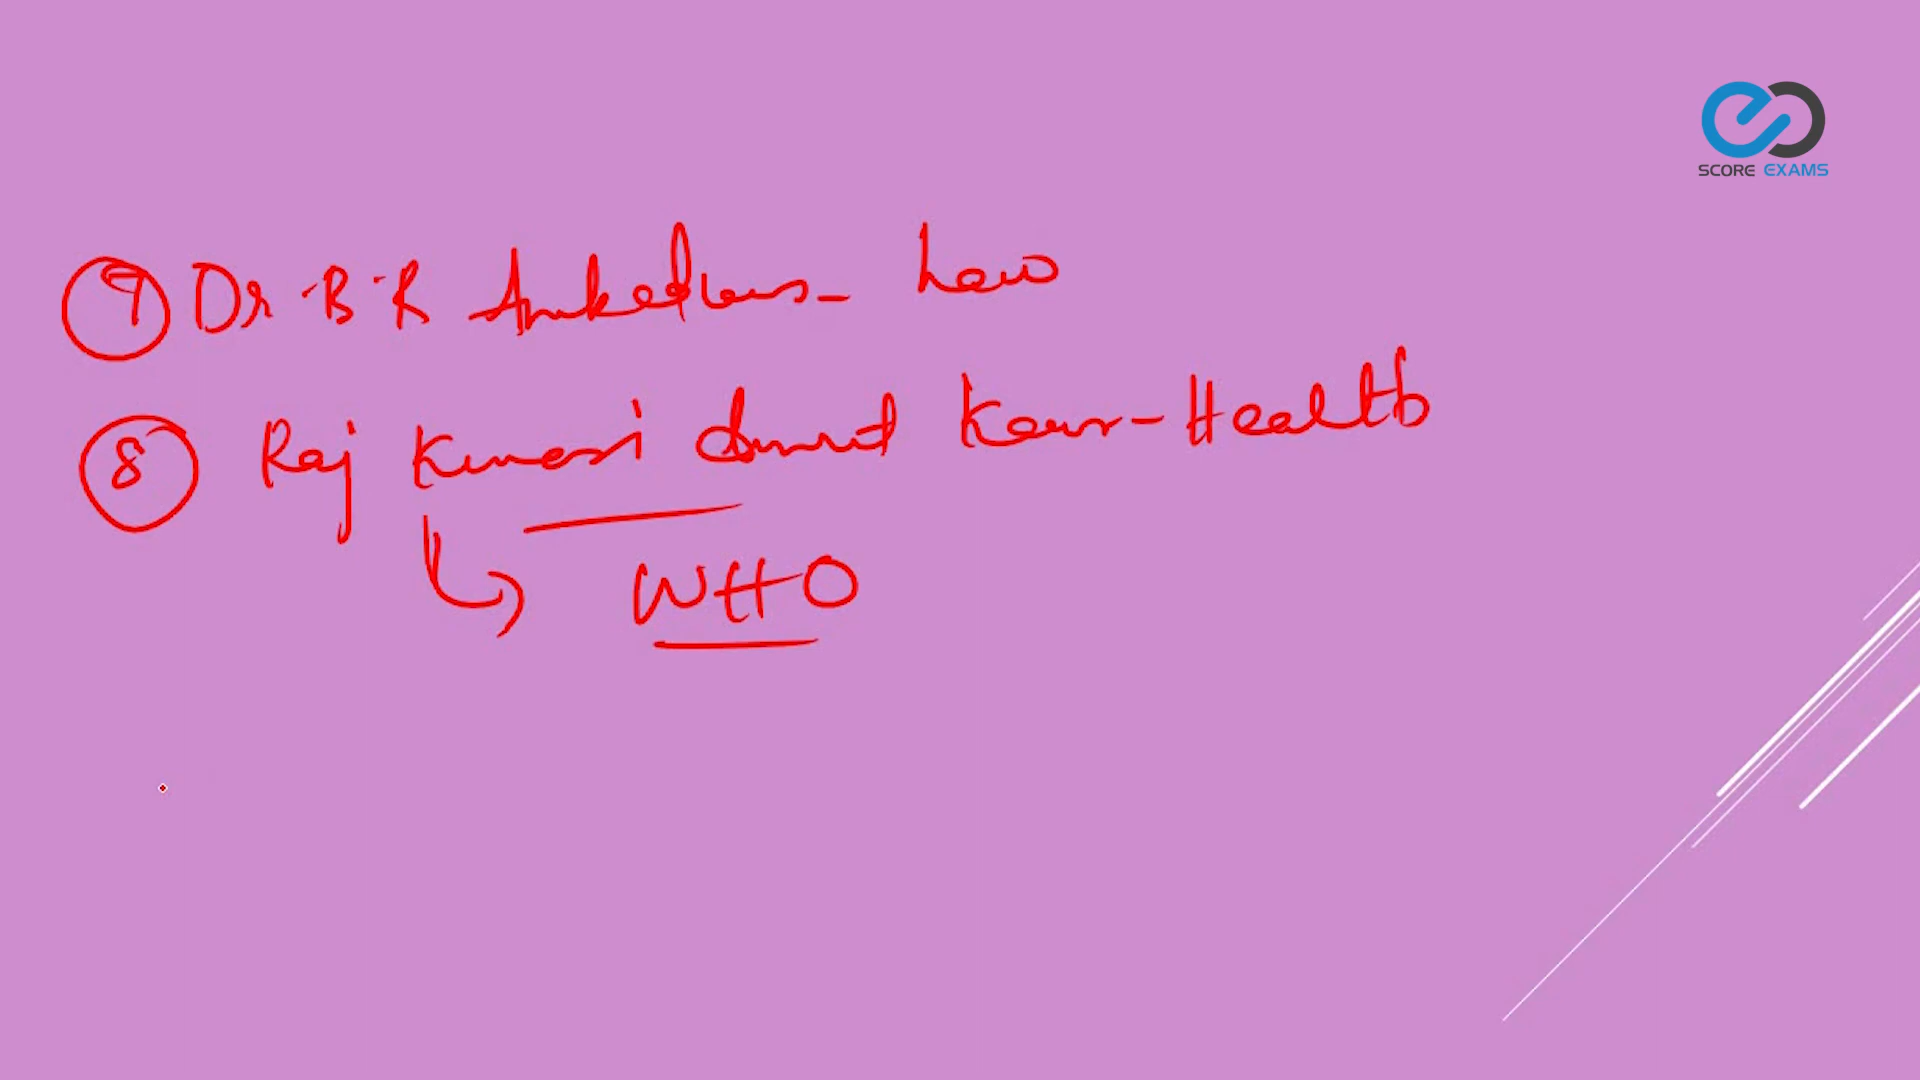 SCORE EXAMS
7 Dr. B. R Ambedkar - Law
8 Raj Kumari Amrit Kaur - Health
WHO